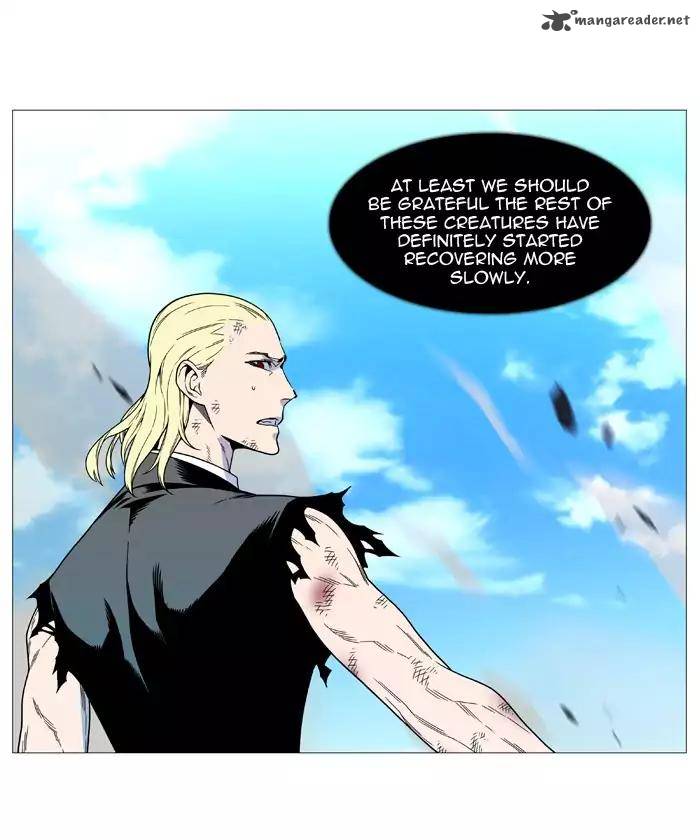 mangareader.net
AT LEAST WE SHOULD
BE GRATEFUL THE REST OF
THESE CREATURES HAVE
DEFINITELY STARTED
RECOVERING MORE
SLOWLY.